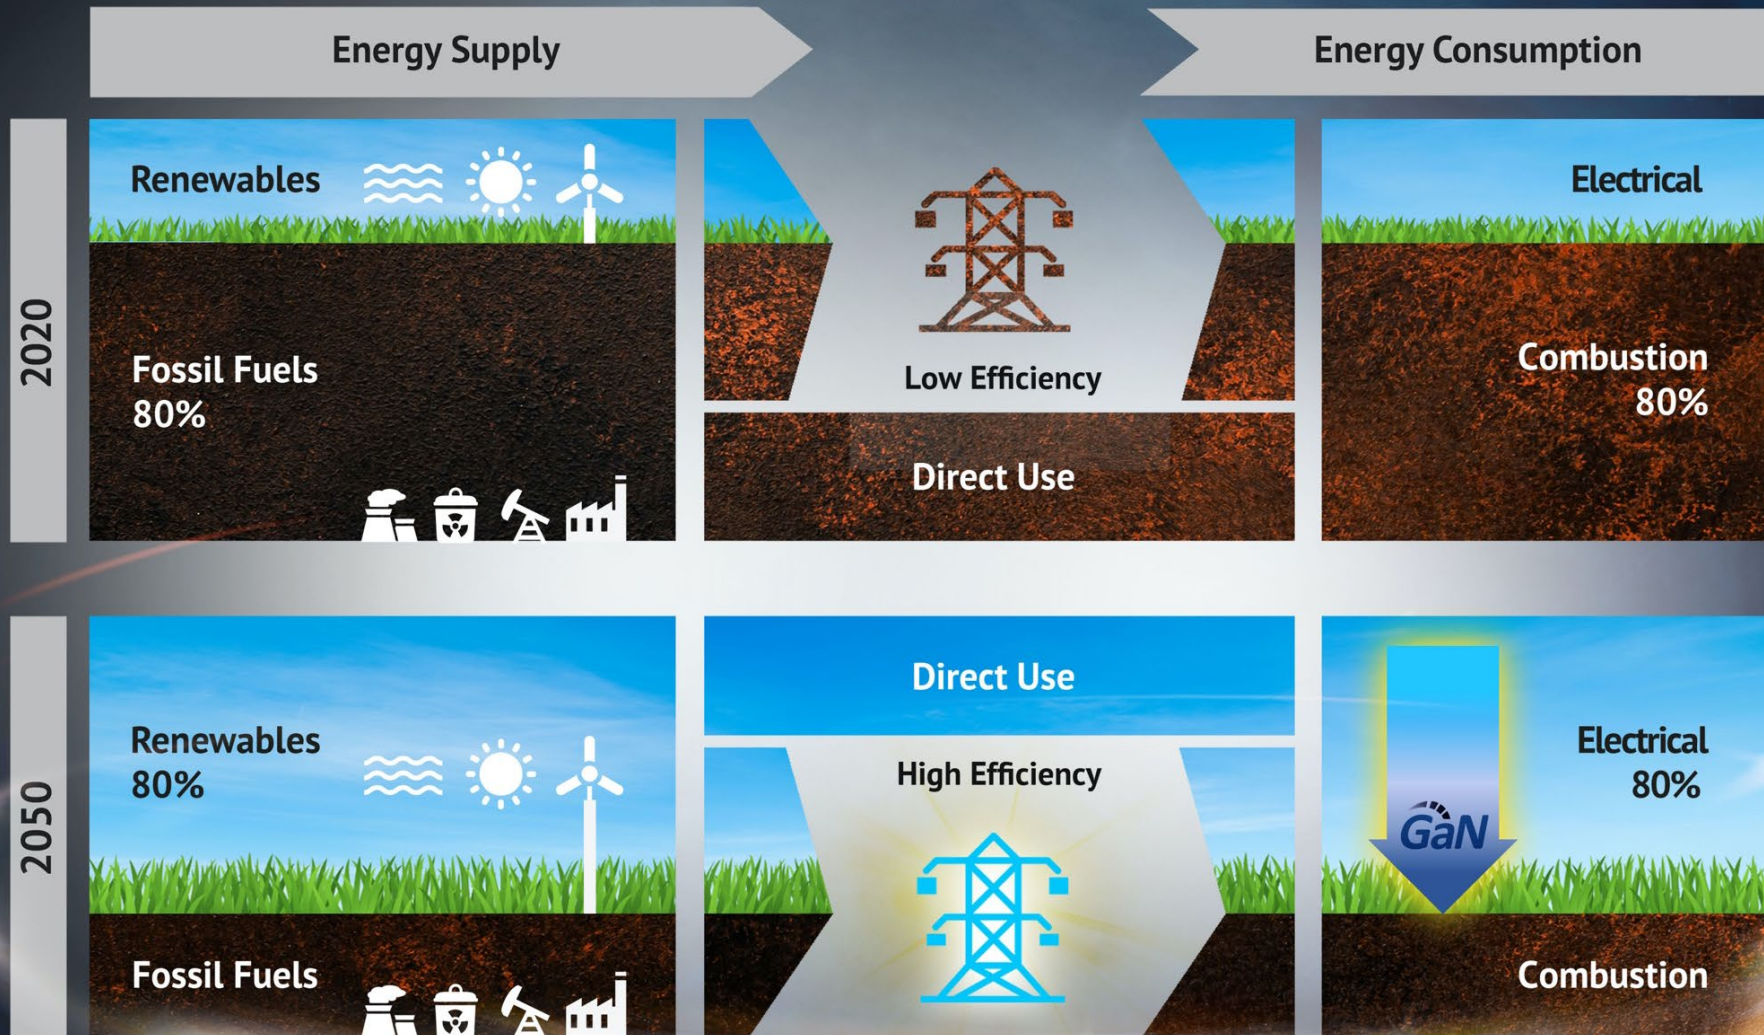 Energy Supply
Energy Consumption
2020
Renewables
Fossil Fuels
80%
Low Efficiency
Direct Use
Electrical
Combustion
80%
2050
Renewables
80%
Fossil Fuels
Direct Use
High Efficiency
GaN
Electrical
80%
Combustion